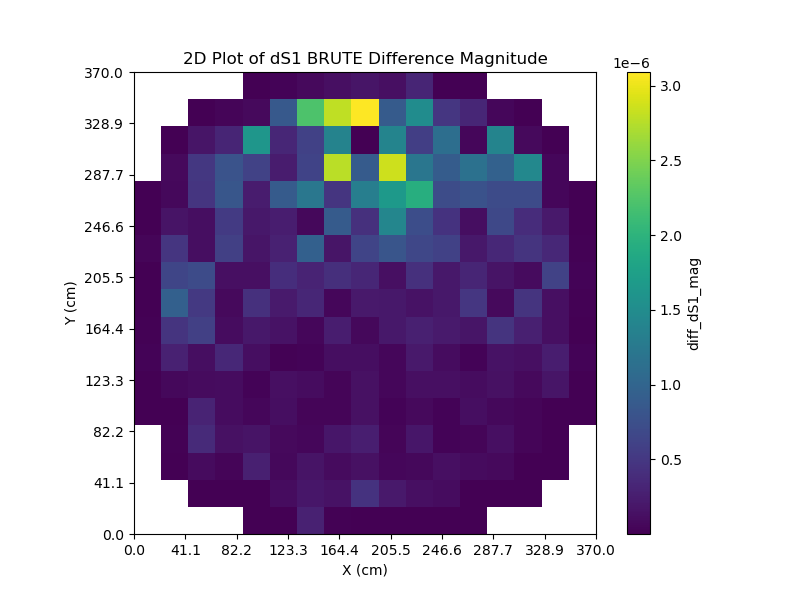 2D Plot of dS1 BRUTE Difference Magnitude
1e−6
370.0
328.9
287.7
246.6
205.5
164.4
123.3
82.2
41.1
0.0
Y (cm)
0.0 41.1 82.2 123.3 164.4 205.5 246.6 287.7 328.9 370.0
X (cm)
3.0
2.5
2.0
1.5
1.0
0.5
diff_dS1_mag